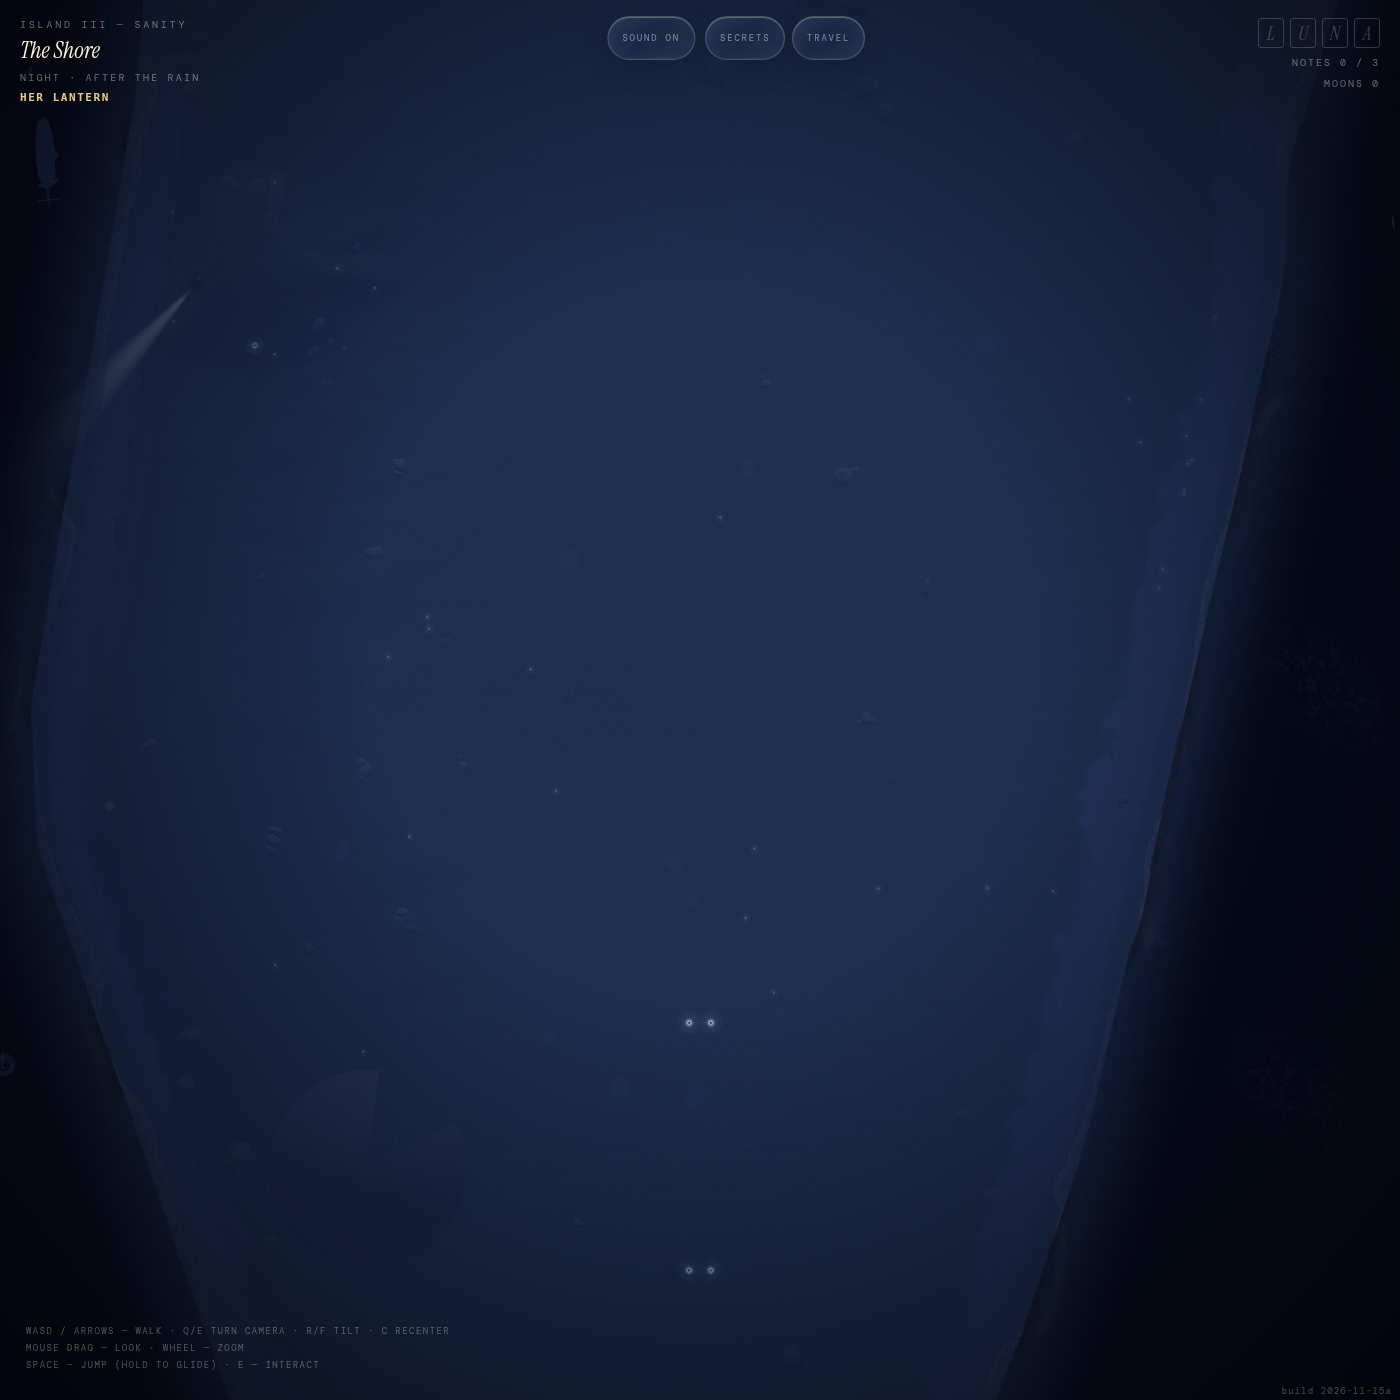 ISLAND III — SANITY
The Shore
NIGHT · AFTER THE RAIN
HER LANTERN
SOUND ON
SECRETS
TRAVEL
L U N A
NOTES 0 / 3
MOONS 0
WASD / ARROWS — WALK · Q/E TURN CAMERA · R/F TILT · C RECENTER
MOUSE DRAG — LOOK · WHEEL — ZOOM
SPACE — JUMP (HOLD TO GLIDE) · E — INTERACT
build 2026-11-15a